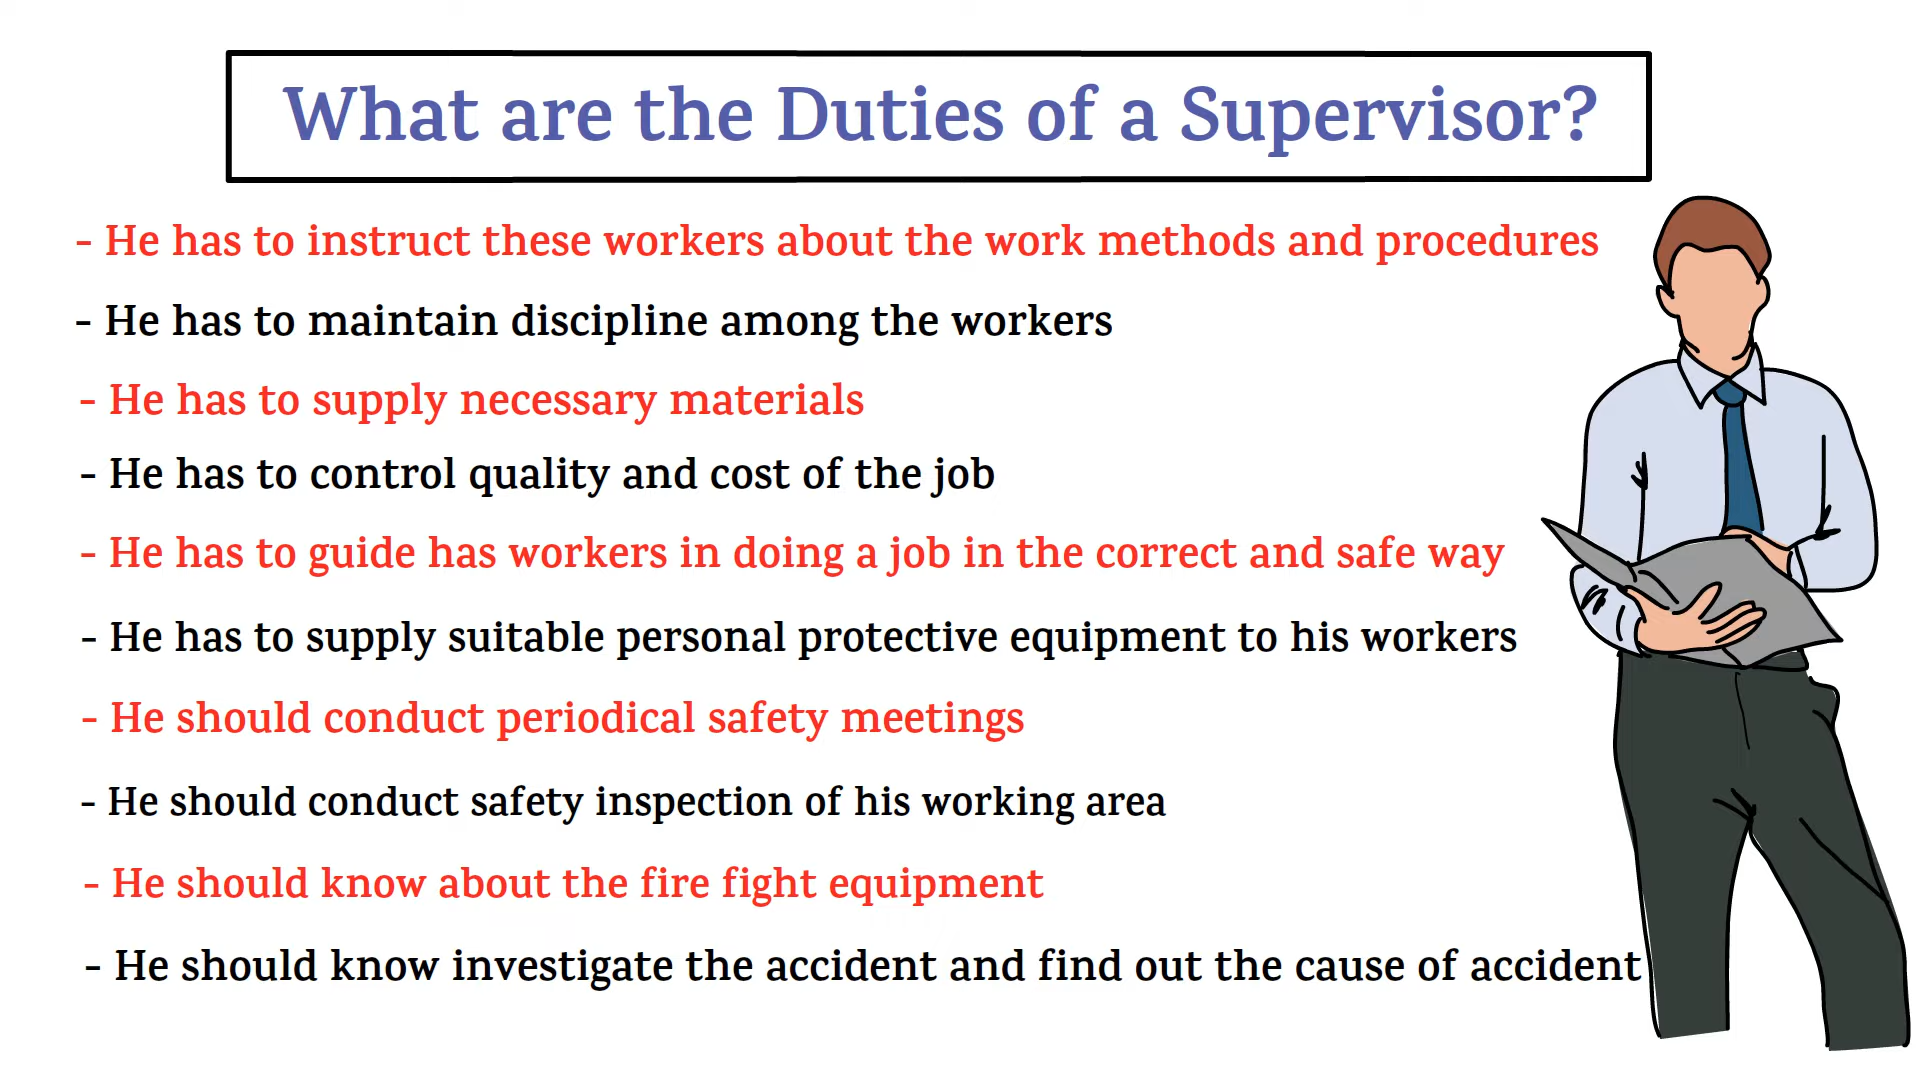 What are the Duties of a Supervisor?
- He has to instruct these workers about the work methods and procedures
- He has to maintain discipline among the workers
- He has to supply necessary materials
- He has to control quality and cost of the job
- He has to guide has workers in doing a job in the correct and safe way
- He has to supply suitable personal protective equipment to his workers
- He should conduct periodical safety meetings
- He should conduct safety inspection of his working area
- He should know about the fire fight equipment
- He should know investigate the accident and find out the cause of accident